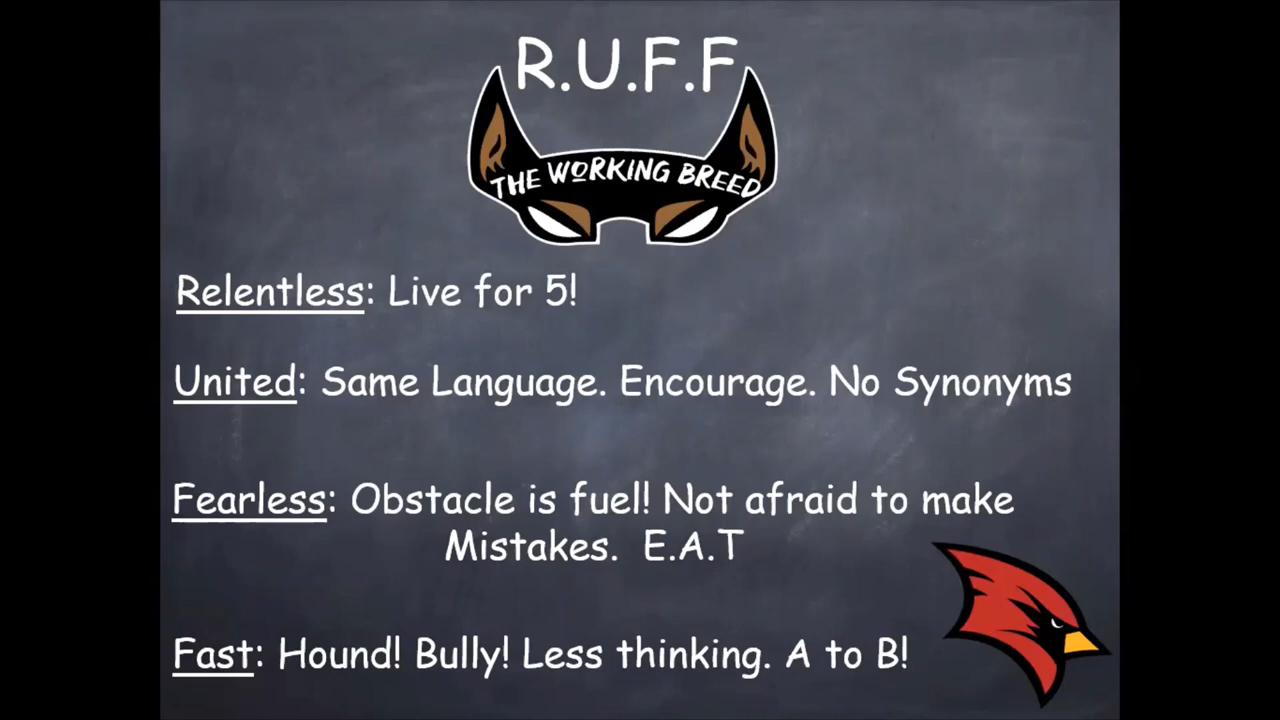 R.U.F.F
THE WORKING BREED
Relentless: Live for 5!
United: Same Language. Encourage. No Synonyms
Fearless: Obstacle is fuel! Not afraid to make
Mistakes. E.A.T
Fast: Hound! Bully! Less thinking. A to B!